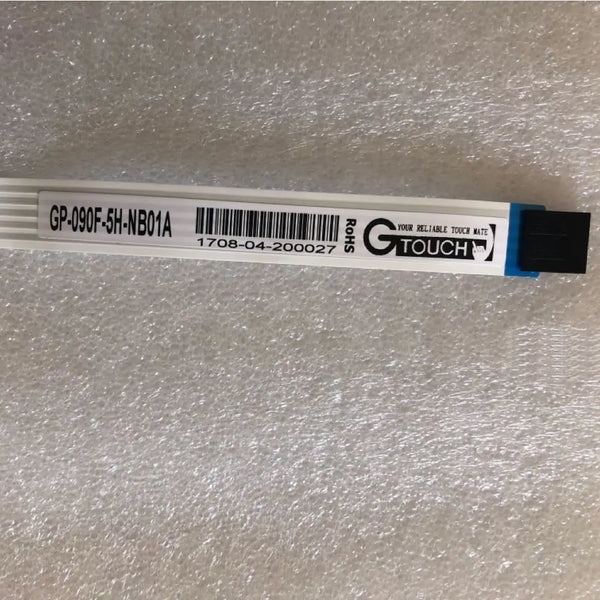 GP-090F-5H-NB01A
1708-04-200027
RoHS
YOUR RELIABLE TOUCH MATE
G TOUCH